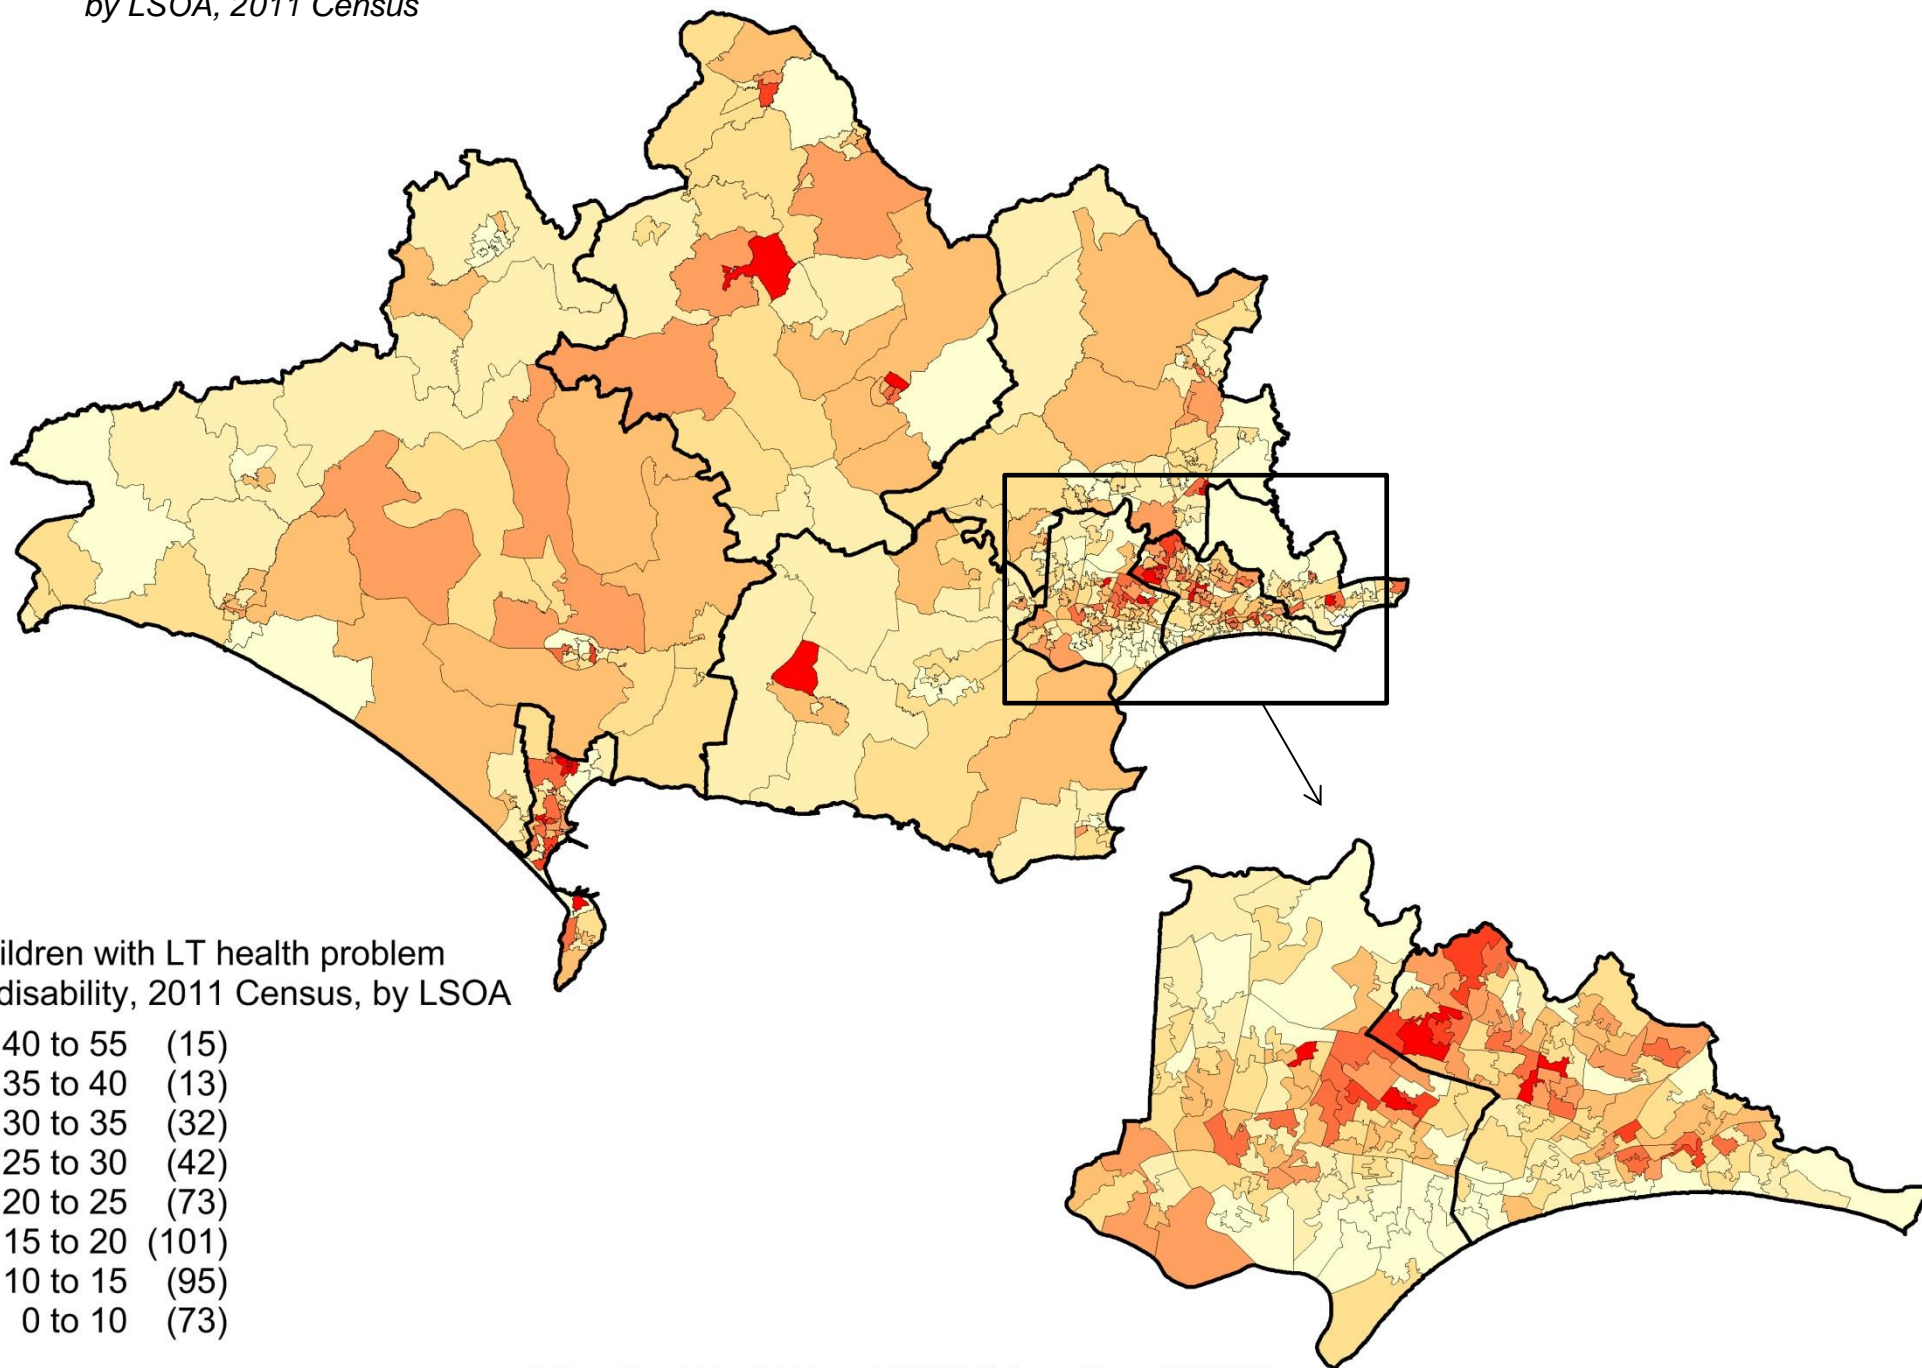 by LSOA, 2011 Census
ildren with LT health problem
disability, 2011 Census, by LSOA
40 to 55 (15)
35 to 40 (13)
30 to 35 (32)
25 to 30 (42)
20 to 25 (73)
15 to 20 (101)
10 to 15 (95)
0 to 10 (73)